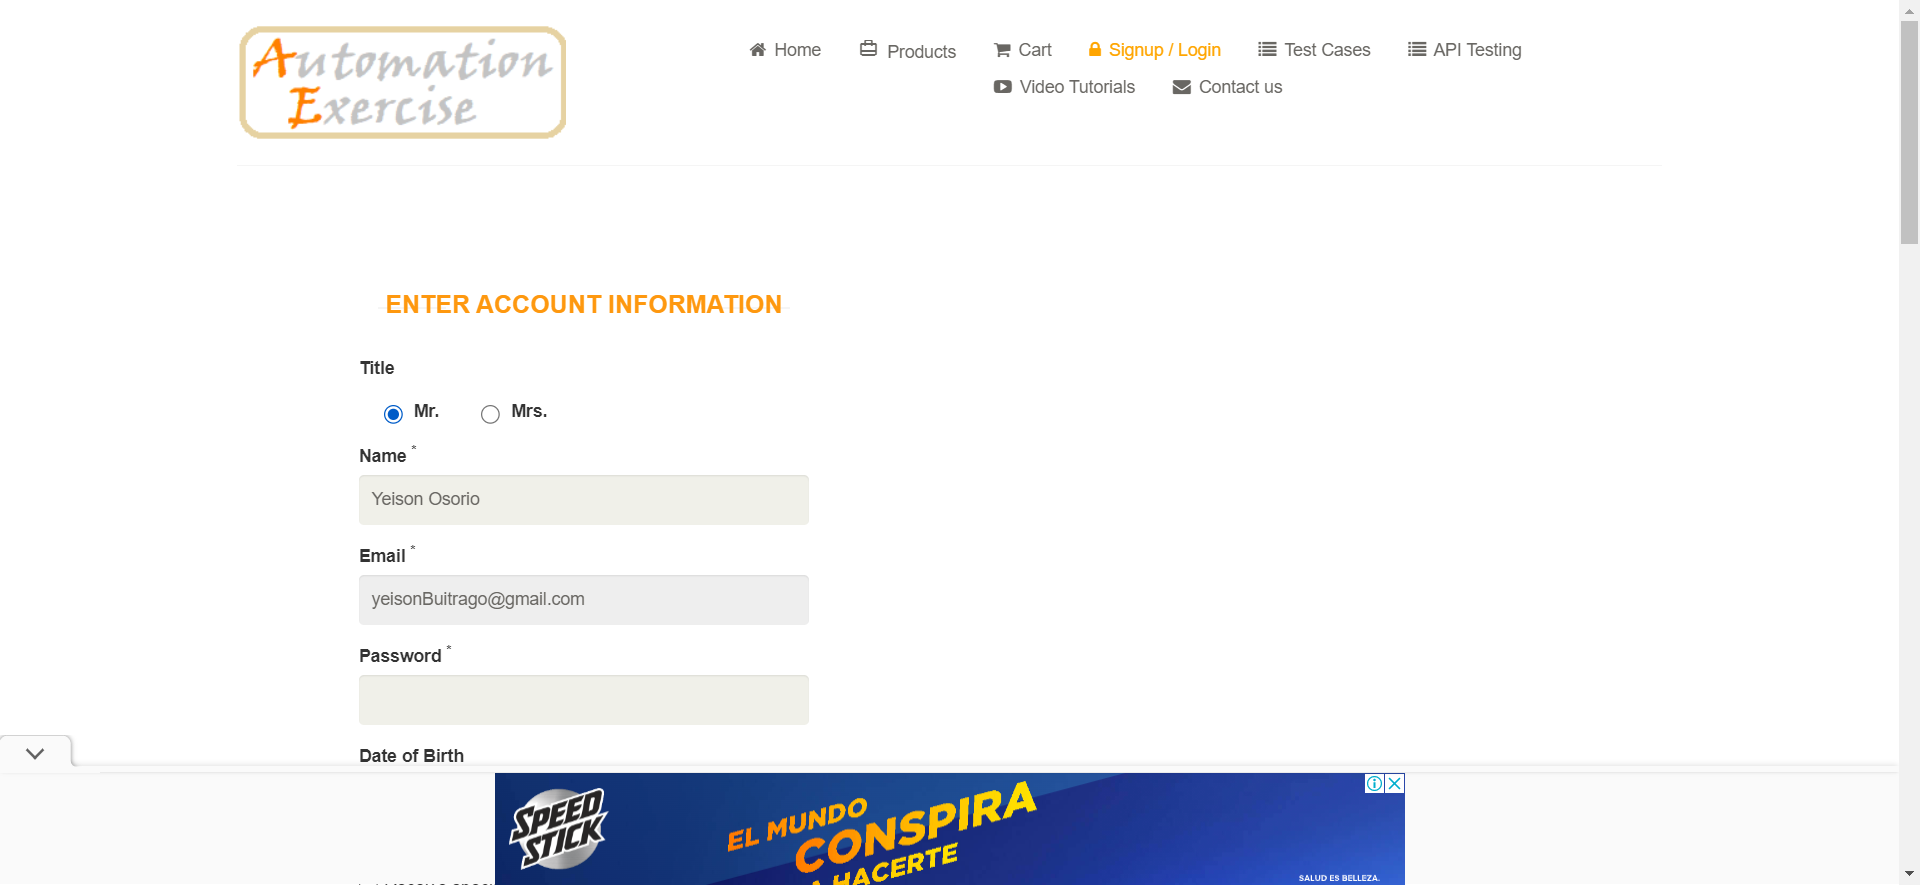 Automation
Exercise
Home
Products
Cart
Signup / Login
Test Cases
API Testing
Video Tutorials
Contact us
ENTER ACCOUNT INFORMATION
Title
Mr.
Mrs.
Name *
Yeison Osorio
Email *
yeisonBuitrago@gmail.com
Password *
Date of Birth
SPEED
STICK
EL MUNDO
CONSPIRA
A HACERTE
SALUD ES BELLEZA.